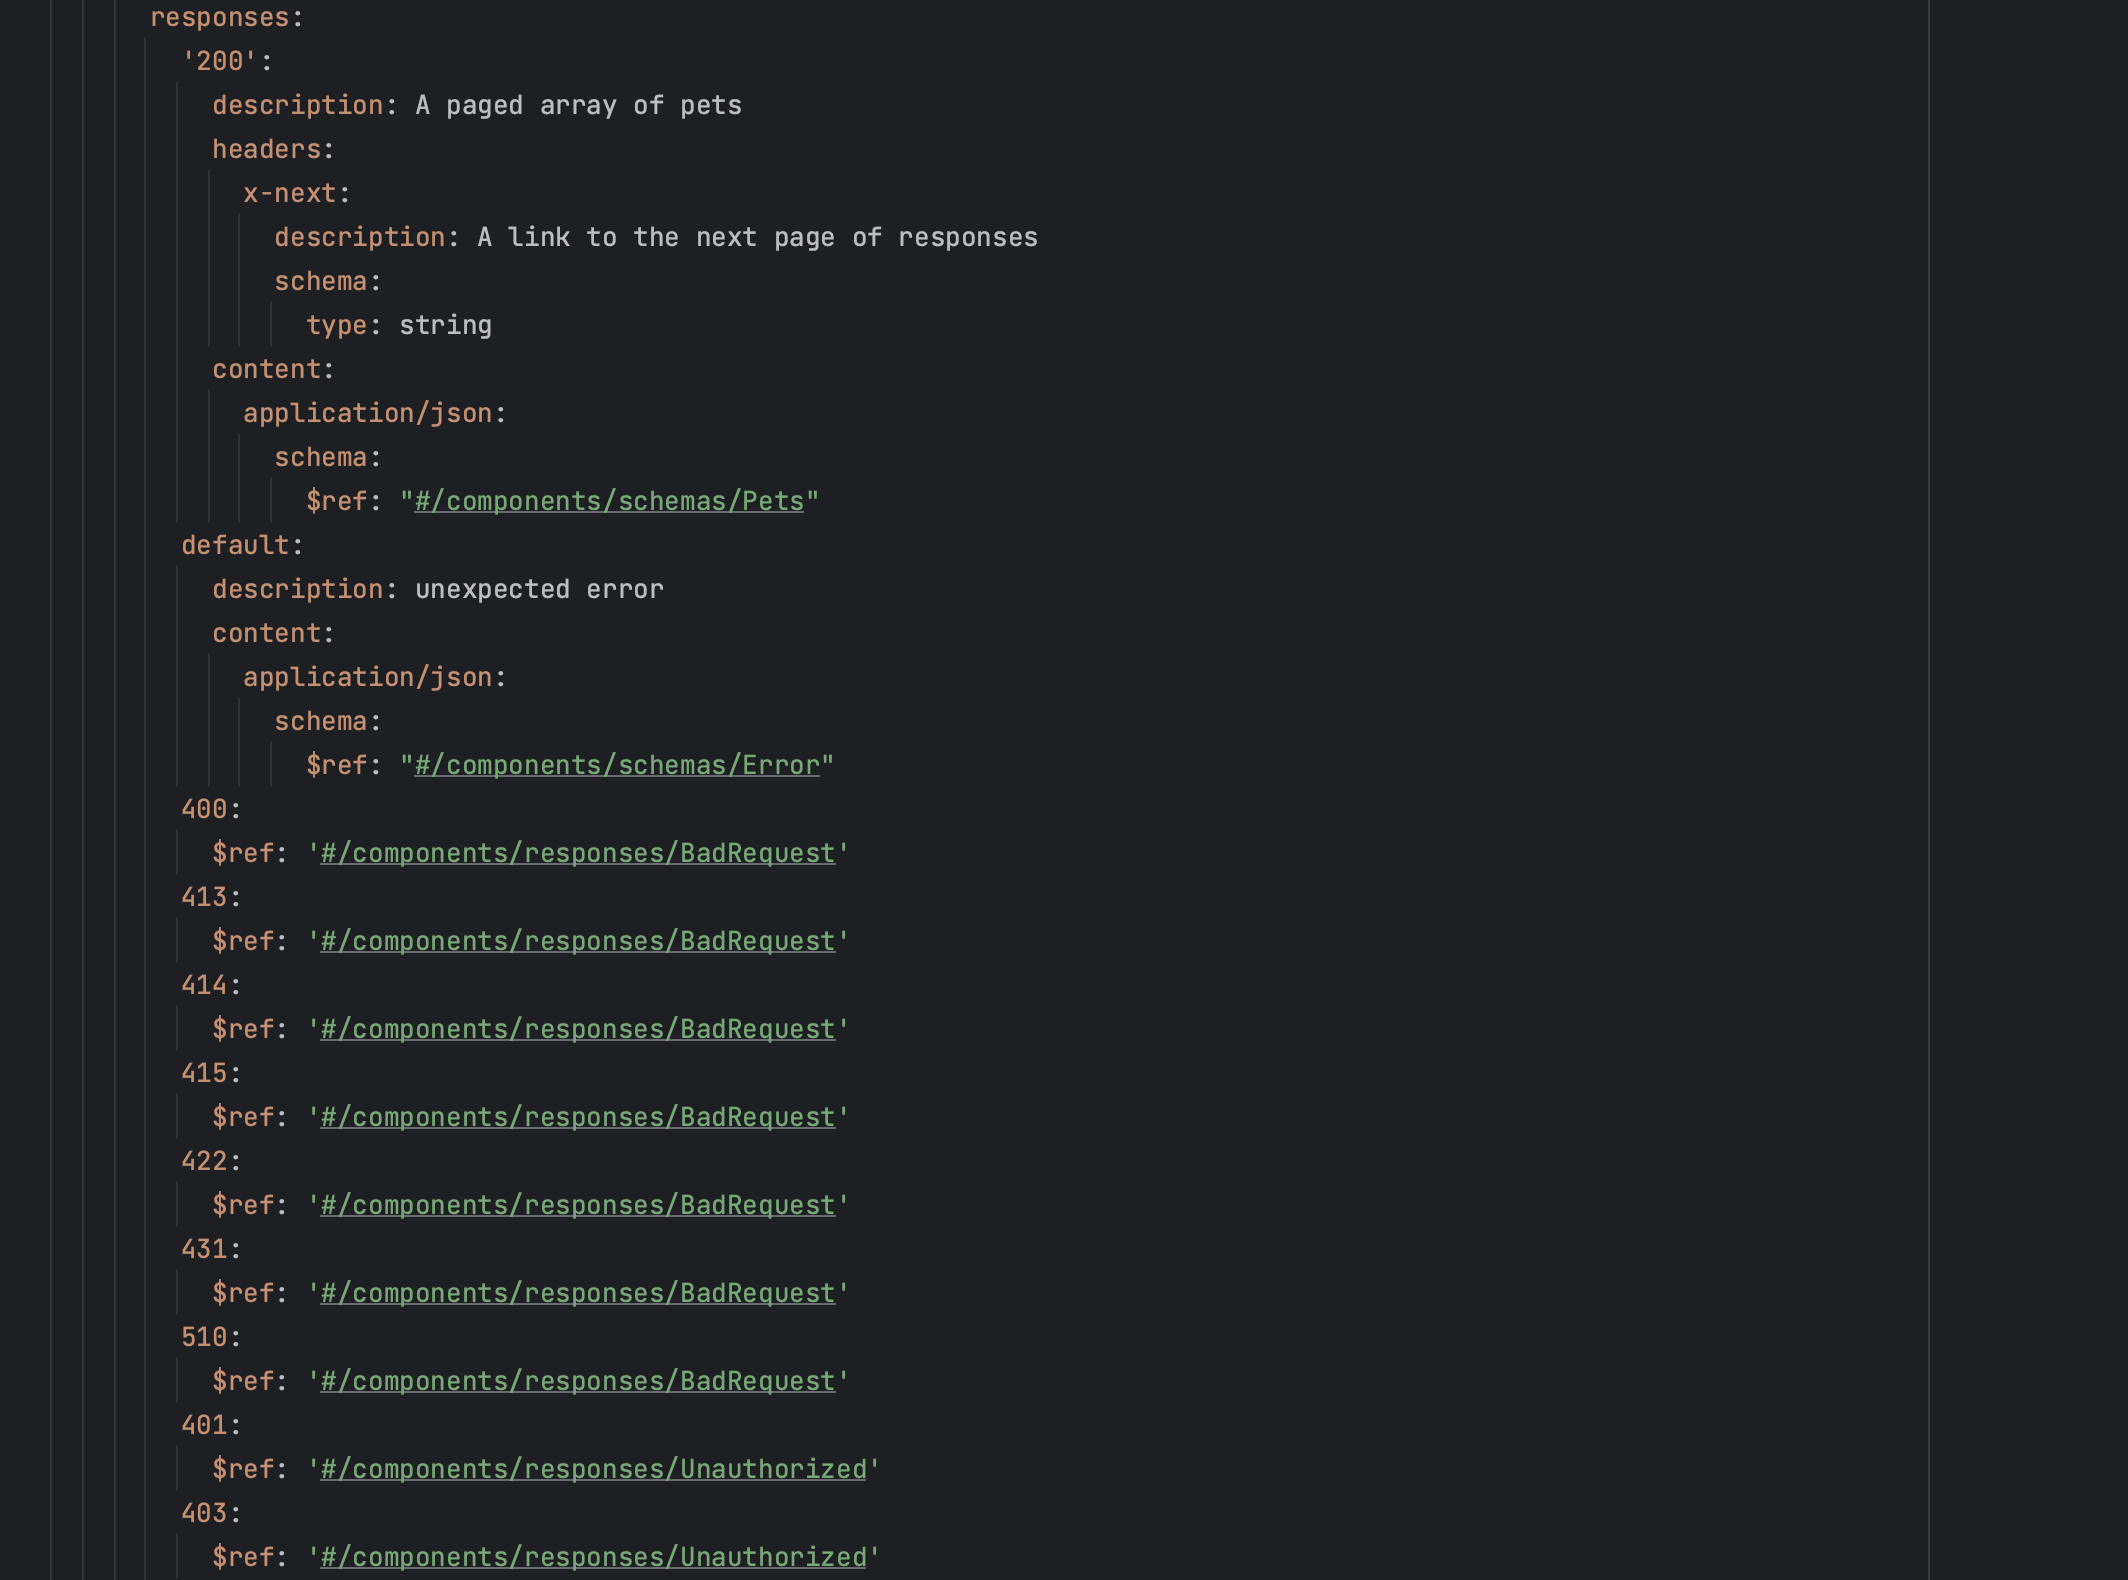 responses:
  '200':
    description: A paged array of pets
    headers:
      x-next:
        description: A link to the next page of responses
        schema:
          type: string
    content:
      application/json:
        schema:
          $ref: "#/components/schemas/Pets"
  default:
    description: unexpected error
    content:
      application/json:
        schema:
          $ref: "#/components/schemas/Error"
  400:
    $ref: '#/components/responses/BadRequest'
  413:
    $ref: '#/components/responses/BadRequest'
  414:
    $ref: '#/components/responses/BadRequest'
  415:
    $ref: '#/components/responses/BadRequest'
  422:
    $ref: '#/components/responses/BadRequest'
  431:
    $ref: '#/components/responses/BadRequest'
  510:
    $ref: '#/components/responses/BadRequest'
  401:
    $ref: '#/components/responses/Unauthorized'
  403:
    $ref: '#/components/responses/Unauthorized'